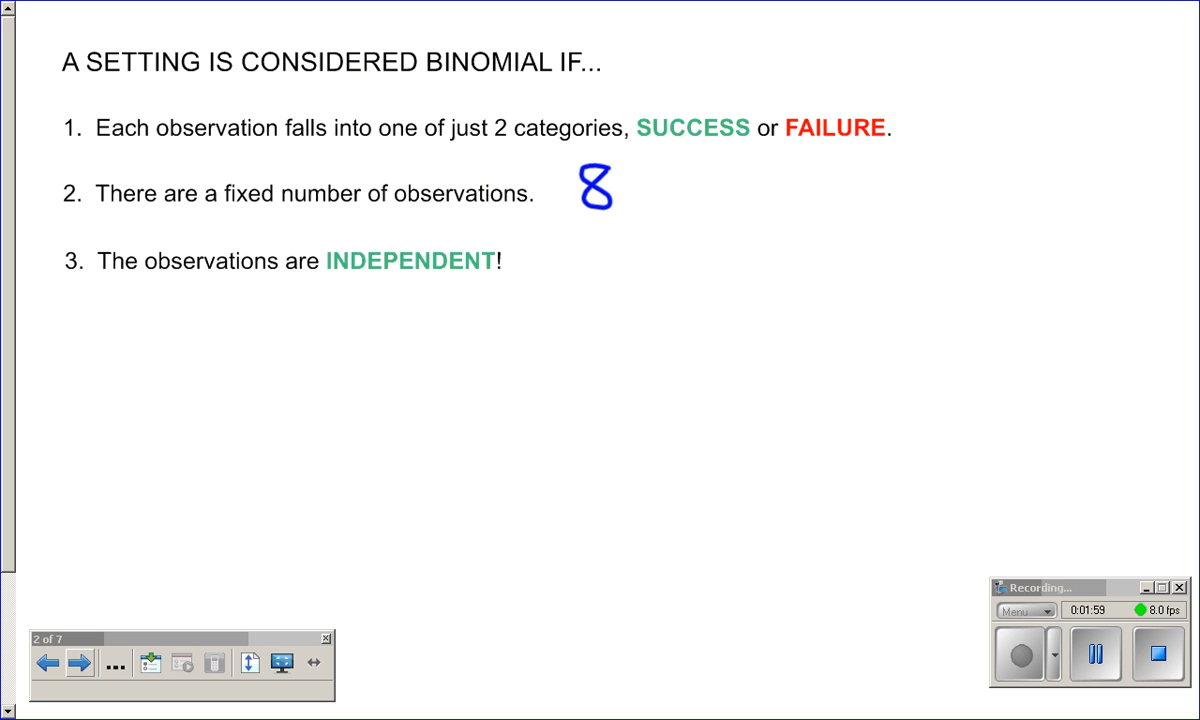 A SETTING IS CONSIDERED BINOMIAL IF...
1. Each observation falls into one of just 2 categories, SUCCESS or FAILURE.
2. There are a fixed number of observations. 8
3. The observations are INDEPENDENT!
Recording...
Menu 0:01:59 8.0 fps
2 of 7
...